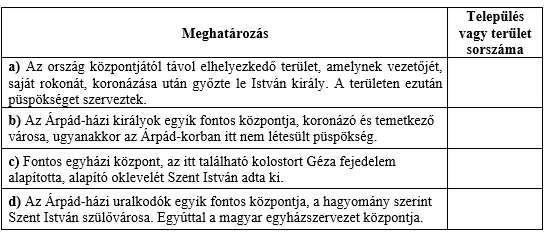 Meghatározás
Település
vagy terület
sorszáma
a) Az ország központjától távol elhelyezkedő terület, amelynek vezetőjét,
saját rokonát, koronázása után győzte le István király. A területen ezután
püspökséget szerveztek.
b) Az Árpád-házi királyok egyik fontos központja, koronázó és temetkező
városa, ugyanakkor az Árpád-korban itt nem létesült püspökség.
c) Fontos egyházi központ, az itt található kolostort Géza fejedelem
alapította, alapító oklevelét Szent István adta ki.
d) Az Árpád-házi uralkodók egyik fontos központja, a hagyomány szerint
Szent István szülővárosa. Egyúttal a magyar egyházszervezet központja.